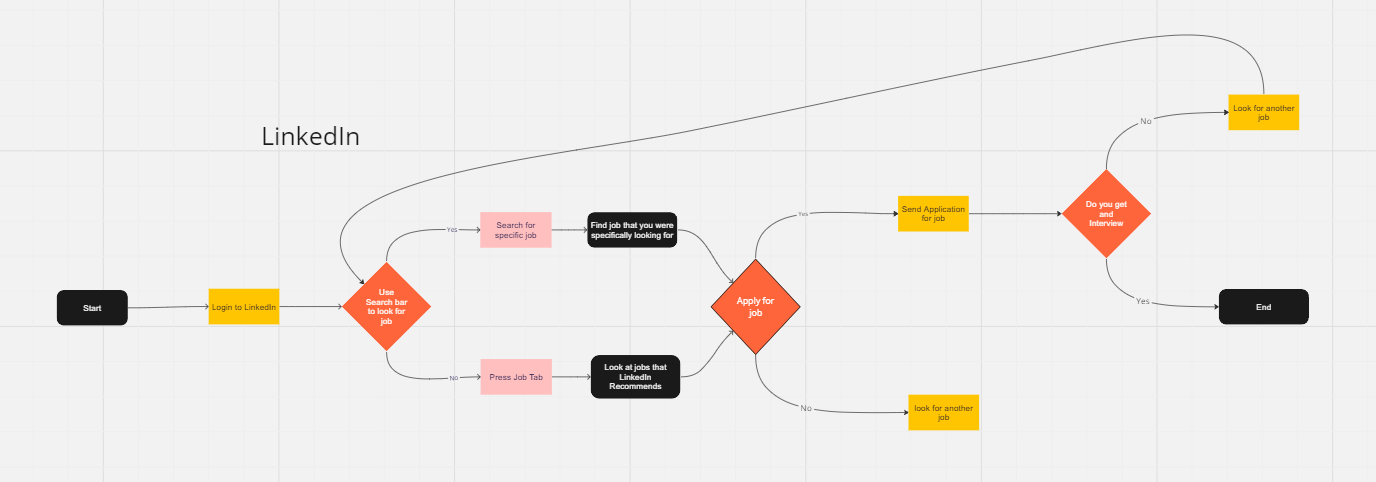 LinkedIn
Start
Login to LinkedIn
Use
Search bar
to look for
job
Yes
Search for
specific job
Find job that you were
specifically looking for
No
Press Job Tab
Look at jobs that
LinkedIn
Recommends
Apply for
job
Yes
Send Application
for job
No
look for another
job
Do you get
and
Interview
No
Look for another
job
Yes
End